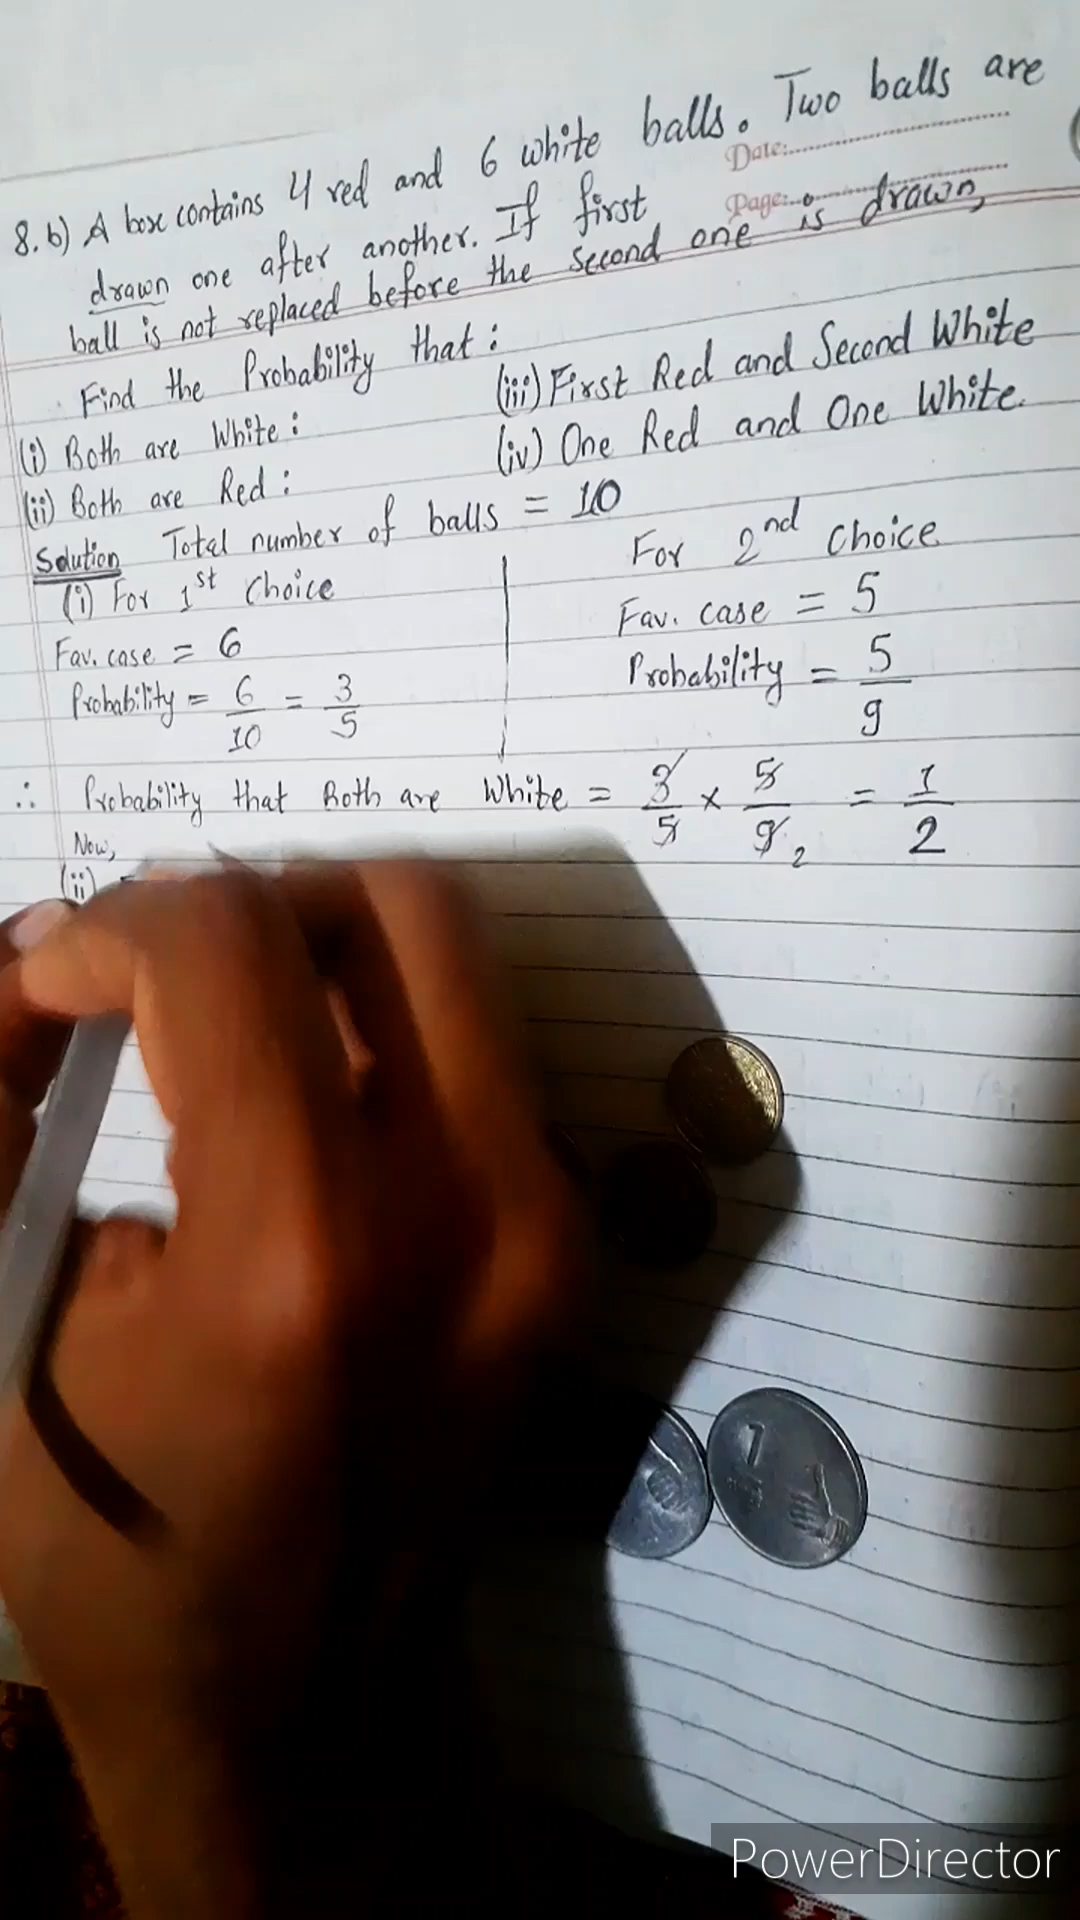 8.b) A box contains 4 red and 6 white balls. Two balls are
Date:
drawn one after another. If first
Page:
ball is not replaced before the second one is drawn,
Find the Probability that:
(i) Both are White:
(iii) First Red and Second White
(ii) Both are Red:
(iv) One Red and One White.
Solution Total number of balls = 10
(i) For 1st Choice
Fav. case = 6
Probability = 6/10 = 3/5
For 2nd Choice
Fav. case = 5
Probability = 5/9
∴ Probability that Both are White = 3/5 × 5/9 2 = 1/2
Now,
(ii)
1
PowerDirector